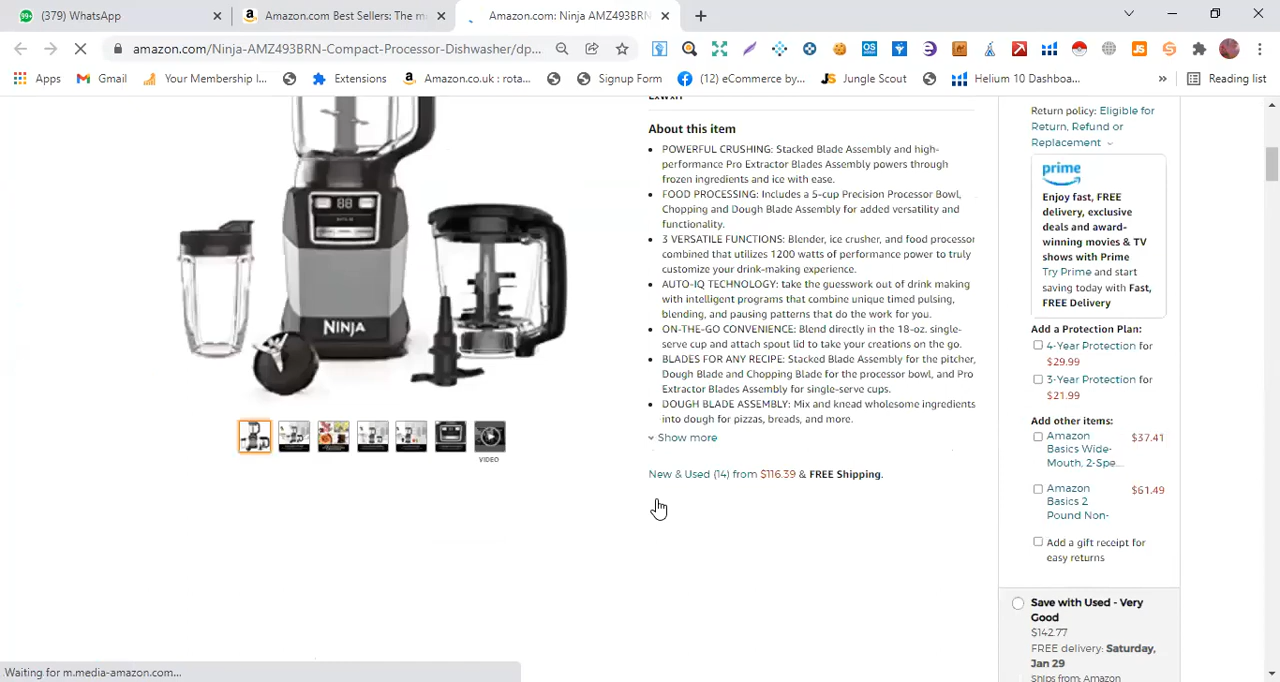 (379) WhatsApp
Amazon.com Best Sellers: The m
Amazon.com: Ninja AMZ493BRN
amazon.com/Ninja-AMZ493BRN-Compact-Processor-Dishwasher/dp...
Apps
Gmail
Your Membership I...
Extensions
Amazon.co.uk : rota...
Signup Form
(12) eCommerce by...
Jungle Scout
Helium 10 Dashboa...
»
Reading list
LxWxH
About this item
• POWERFUL CRUSHING: Stacked Blade Assembly and high-
performance Pro Extractor Blades Assembly powers through
frozen ingredients and ice with ease.
• FOOD PROCESSING: Includes a 5-cup Precision Processor Bowl,
Chopping and Dough Blade Assembly for added versatility and
functionality.
• 3 VERSATILE FUNCTIONS: Blender, ice crusher, and food processor
combined that utilizes 1200 watts of performance power to truly
customize your drink-making experience.
• AUTO-IQ TECHNOLOGY: take the guesswork out of drink making
with intelligent programs that combine unique timed pulsing,
blending, and pausing patterns that do the work for you.
• ON-THE-GO CONVENIENCE: Blend directly in the 18-oz. single-
serve cup and attach spout lid to take your creations on the go.
• BLADES FOR ANY RECIPE: Stacked Blade Assembly for the pitcher,
Dough Blade and Chopping Blade for the processor bowl, and Pro
Extractor Blades Assembly for single-serve cups.
• DOUGH BLADE ASSEMBLY: Mix and knead wholesome ingredients
into dough for pizzas, breads, and more.
Show more
New & Used (14) from $116.39 & FREE Shipping.
NINJA
88
VIDEO
Return policy: Eligible for
Return, Refund or
Replacement
prime
Enjoy fast, FREE
delivery, exclusive
deals and award-
winning movies & TV
shows with Prime
Try Prime and start
saving today with Fast,
FREE Delivery
Add a Protection Plan:
4-Year Protection for
$29.99
3-Year Protection for
$21.99
Add other items:
Amazon $37.41
Basics Wide-
Mouth, 2-Spe...
Amazon $61.49
Basics 2
Pound Non-
Add a gift receipt for
easy returns
Save with Used - Very
Good
$142.77
FREE delivery: Saturday,
Jan 29
Ships from: Amazon
Waiting for m.media-amazon.com...